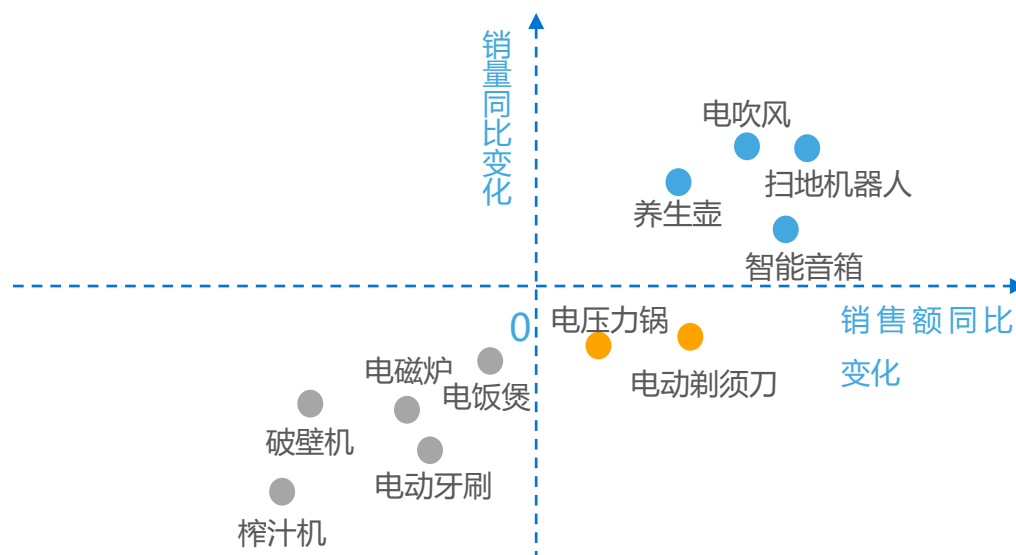 销量同比变化
电吹风
扫地机器人
养生壶
智能音箱
0
电压力锅
销售额同比
变化
电磁炉
电饭煲
电动剃须刀
破壁机
电动牙刷
榨汁机